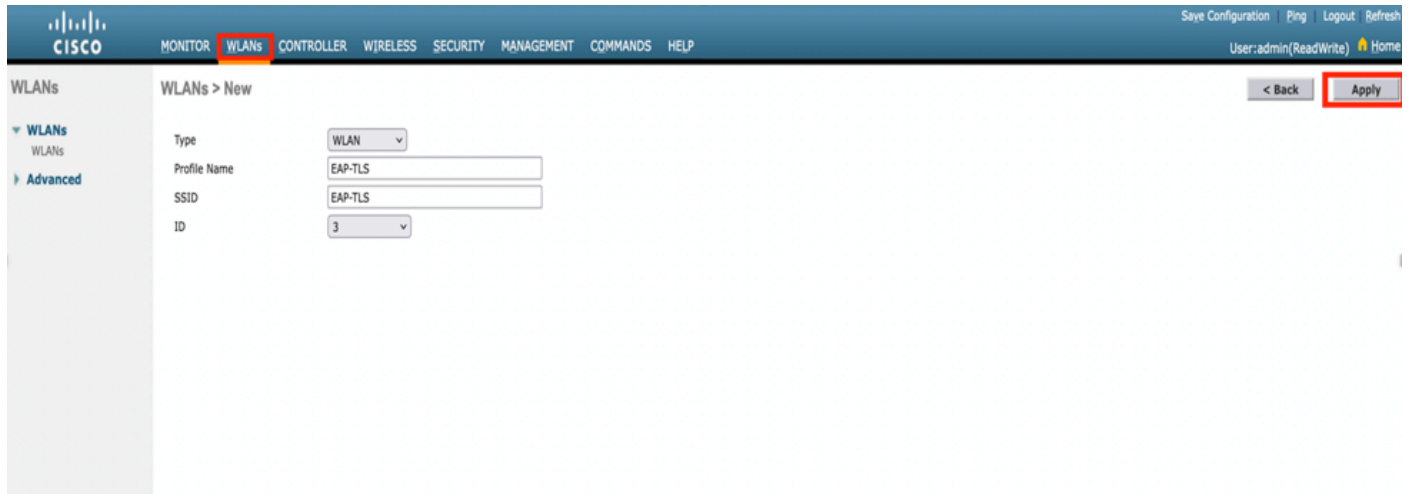 Save Configuration | Ping | Logout | Refresh
CISCO
MONITOR WLANs CONTROLLER WIRELESS SECURITY MANAGEMENT COMMANDS HELP
User:admin(ReadWrite) Home
WLANs
WLANs > New
< Back
Apply
WLANs
WLANs
Advanced
Type WLAN
Profile Name EAP-TLS
SSID EAP-TLS
ID 3